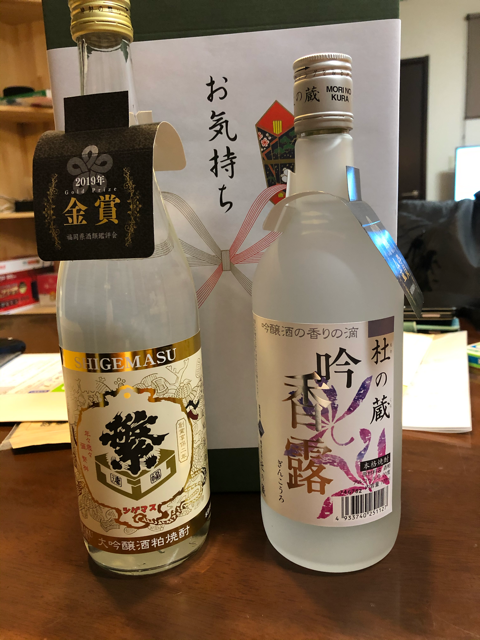 お気持ち
2019年
Gold Prize
金賞
福岡県酒類鑑評会
SHIGEMASU
繁
シゲマス
大吟醸酒粕焼酎
の蔵
MORI NO
KURA
吟醸酒の香りの滴
杜の蔵
吟香露
ぎんこうろ
本格焼酎
4 933740 251127